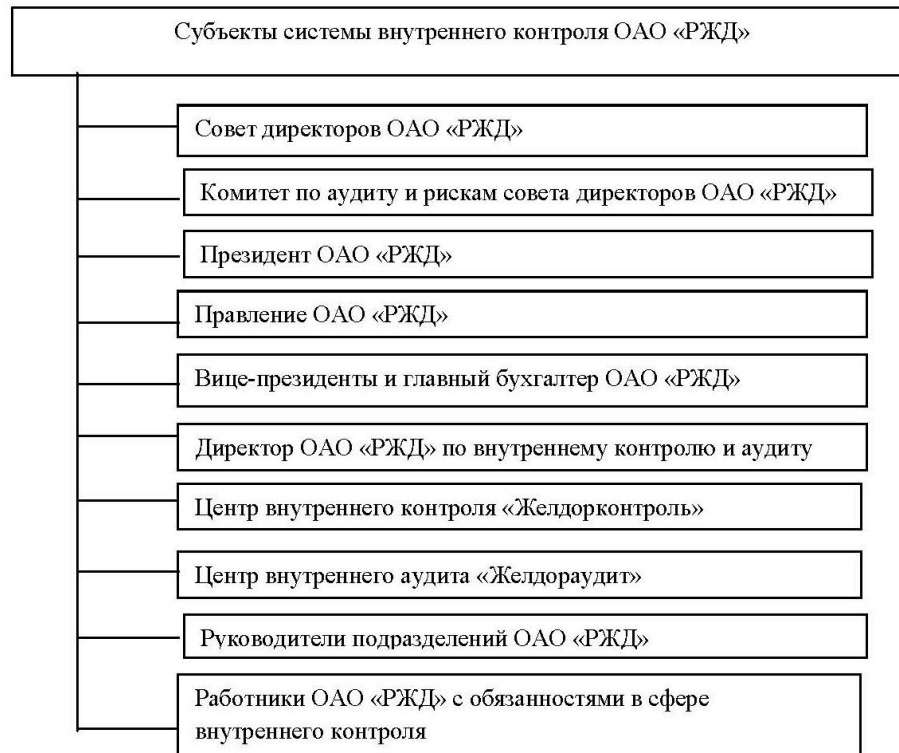 Субъекты системы внутреннего контроля ОАО «РЖД»
Совет директоров ОАО «РЖД»
Комитет по аудиту и рискам совета директоров ОАО «РЖД»
Президент ОАО «РЖД»
Правление ОАО «РЖД»
Вице-президенты и главный бухгалтер ОАО «РЖД»
Директор ОАО «РЖД» по внутреннему контролю и аудиту
Центр внутреннего контроля «Желдорконтроль»
Центр внутреннего аудита «Желдораудит»
Руководители подразделений ОАО «РЖД»
Работники ОАО «РЖД» с обязанностями в сфере
внутреннего контроля